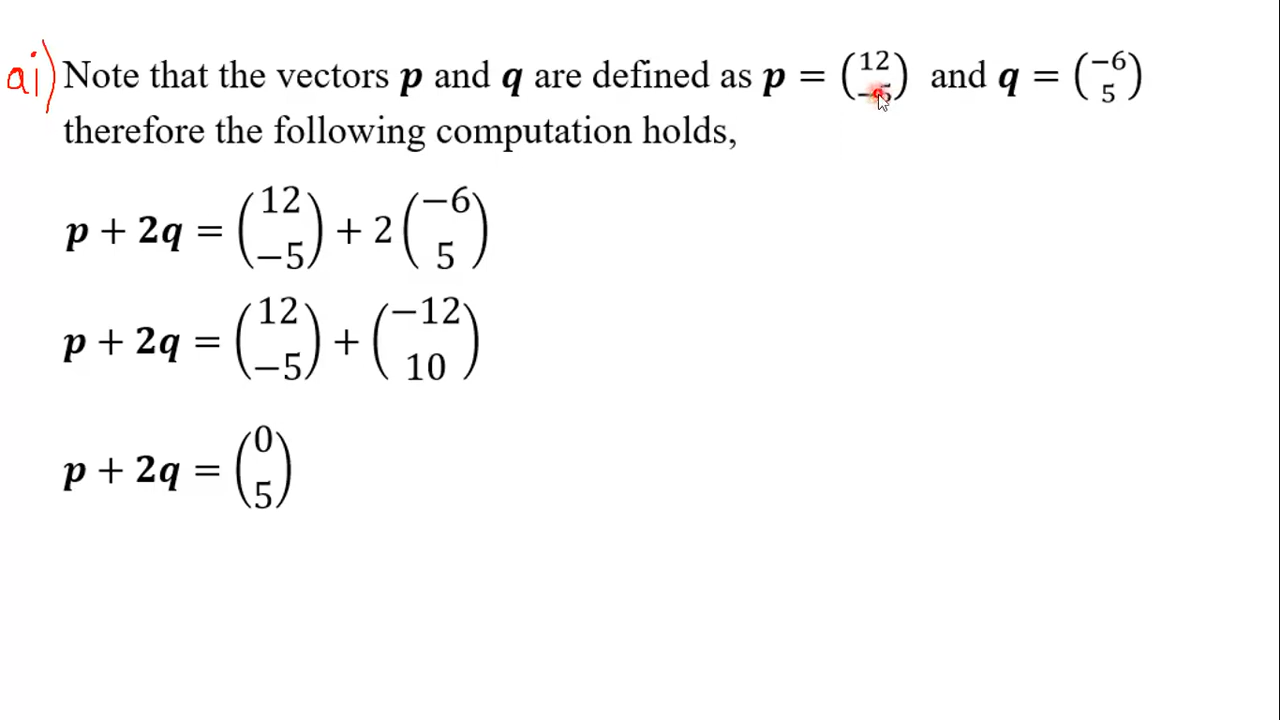 ai) Note that the vectors p and q are defined as p = (12 −5) and q = (−6 5)
therefore the following computation holds,
p + 2q = (12 −5) + 2 (−6 5)
p + 2q = (12 −5) + (−12 10)
p + 2q = (0 5)